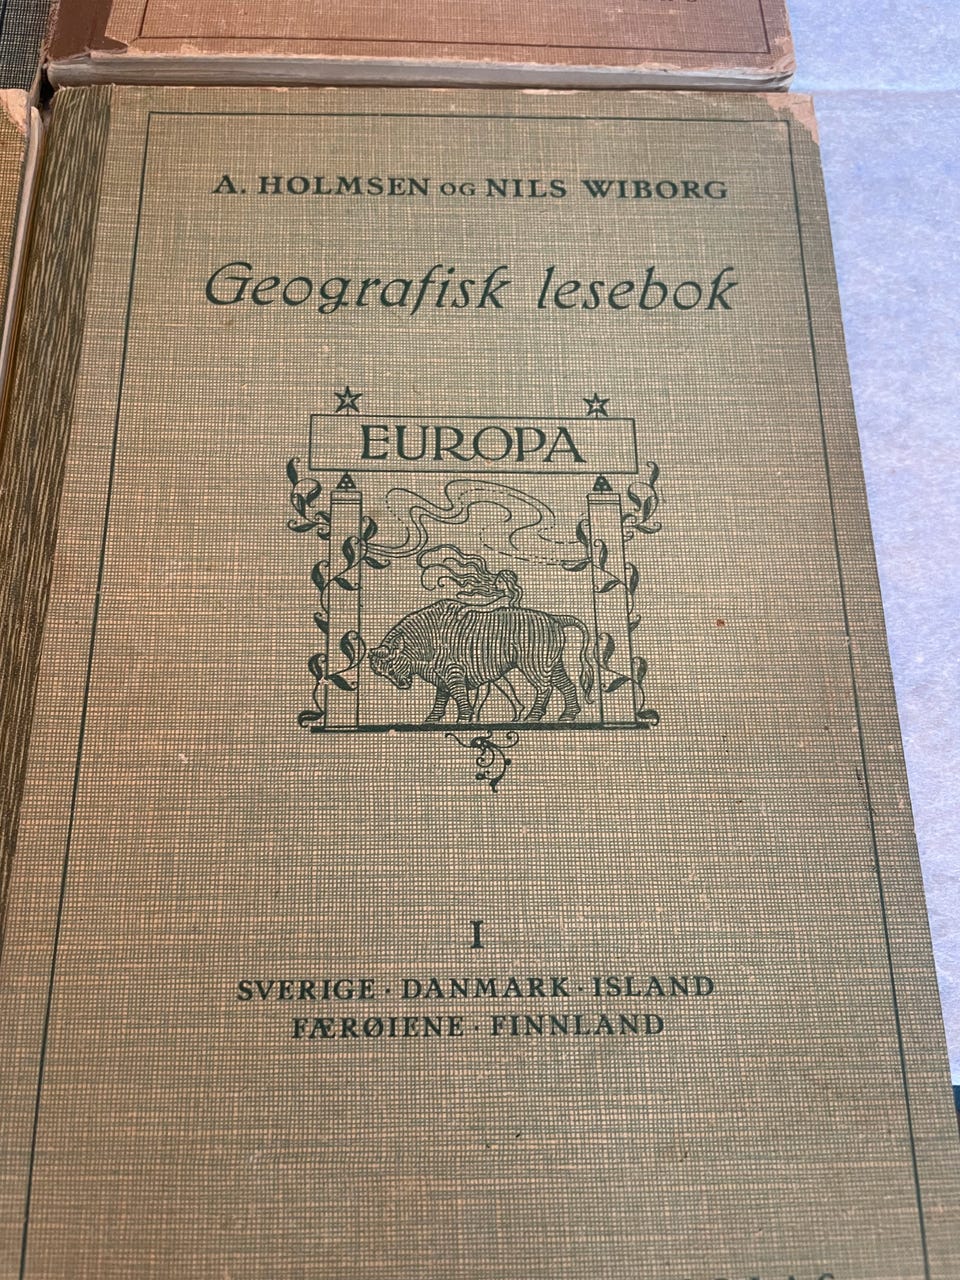 A. HOLMSEN OG NILS WIBORG
Geografisk lesebok
EUROPA
I
SVERIGE · DANMARK · ISLAND
FÆRØIENE · FINNLAND